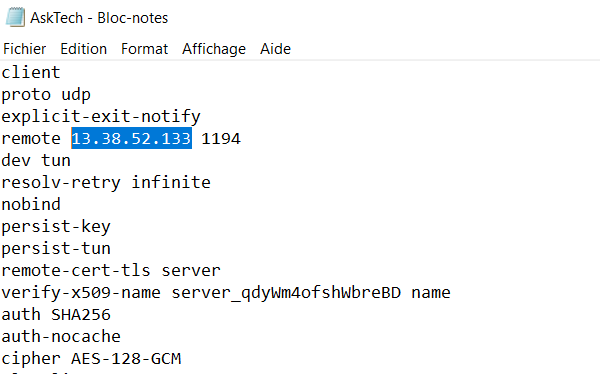 AskTech - Bloc-notes
Fichier Edition Format Affichage Aide
client
proto udp
explicit-exit-notify
remote 13.38.52.133 1194
dev tun
resolv-retry infinite
nobind
persist-key
persist-tun
remote-cert-tls server
verify-x509-name server_qdyWm4ofshWbreBD name
auth SHA256
auth-nocache
cipher AES-128-GCM